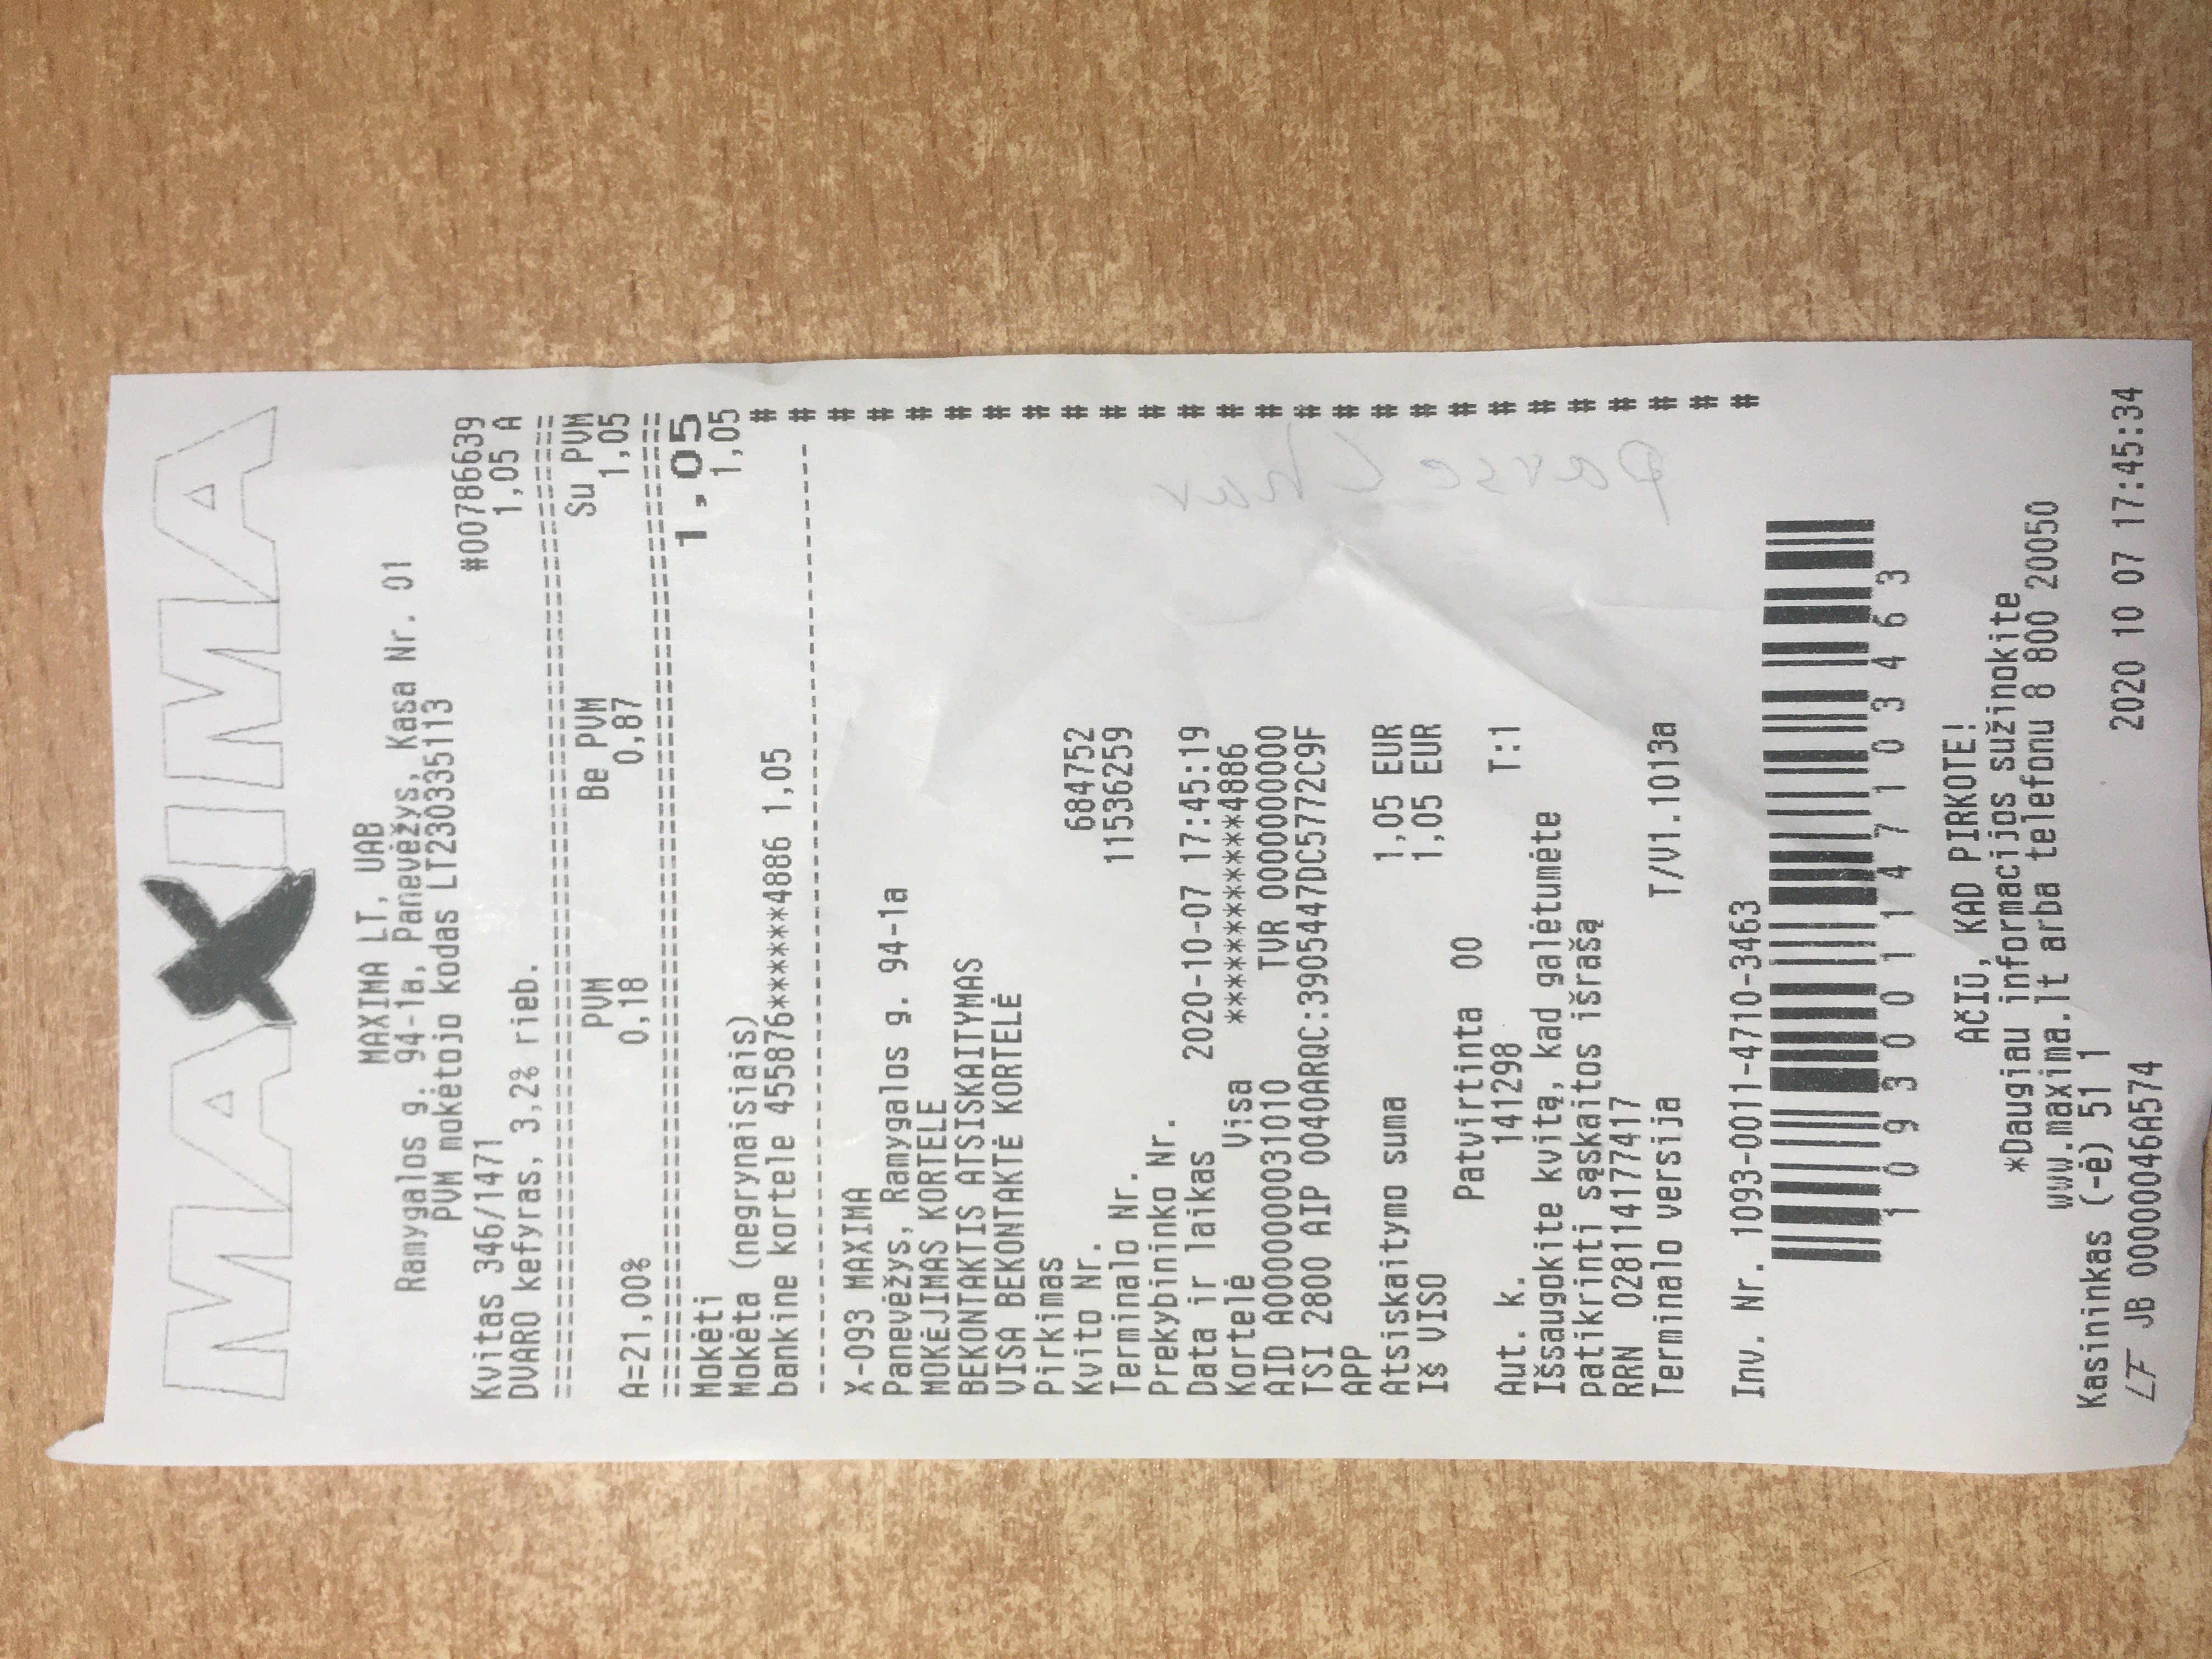 MAXIMA
MAXIMA LT, UAB
Ramygalos g. 94-1a, Panevėžys, Kasa Nr. 01
PVM mokėtojo kodas LT230335113
Kvitas 346/1471 #00786639
DVARO kefyras, 3,2% rieb. 1,05 A
PVM Be PVM Su PVM
A=21,00% 0,18 0,87 1,05
Mokėti 1,05
Mokėta (negrynaisiais) 1,05
bankine kortele 455876******4886 1,05 #
#
X-093 MAXIMA
Panevėžys, Ramygalos g. 94-1a
MOKĖJIMAS KORTELE
BEKONTAKTIS ATSISKAITYMAS
VISA BEKONTAKTĖ KORTELĖ
Pirkimas
Kvito Nr. 684752
Terminalo Nr. 11536259
Prekybininko Nr.
Data ir laikas 2020-10-07 17:45:19
Kortelė Visa ************4886
AID A0000000031010 TVR 0000000000
TSI 2800 AIP 0040ARQC:3905447DC5772C9F
APP
Atsiskaitymo suma 1,05 EUR
Iš VISO 1,05 EUR
Patvirtinta 00
Aut. k. 141298 T:1
Išsaugokite kvitą, kad galėtumėte
patikrinti sąskaitos išrašą
RRN 028114177417
Terminalo versija T/V1.1013a
Inv. Nr. 1093-0011-4710-3463
1093001147103463
AČIŪ, KAD PIRKOTE!
*Daugiau informacijos sužinokite
www.maxima.lt arba telefonu 8 800 20050
Kasininkas (-ė) 51 1
LF JB 00000046A574 2020 10 07 17:45:34